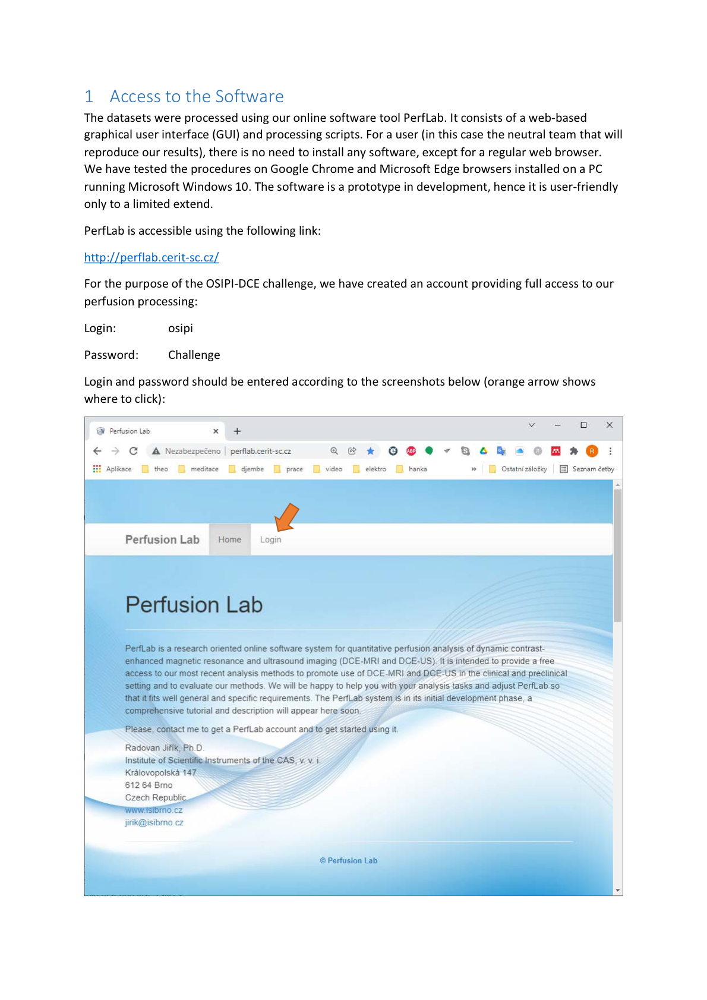 1 Access to the Software
The datasets were processed using our online software tool PerfLab. It consists of a web-based
graphical user interface (GUI) and processing scripts. For a user (in this case the neutral team that will
reproduce our results), there is no need to install any software, except for a regular web browser.
We have tested the procedures on Google Chrome and Microsoft Edge browsers installed on a PC
running Microsoft Windows 10. The software is a prototype in development, hence it is user-friendly
only to a limited extend.
PerfLab is accessible using the following link:
http://perflab.cerit-sc.cz/
For the purpose of the OSIPI-DCE challenge, we have created an account providing full access to our
perfusion processing:
Login: osipi
Password: Challenge
Login and password should be entered according to the screenshots below (orange arrow shows
where to click):
Perfusion Lab
Nezabezpečeno | perflab.cerit-sc.cz ABP S R
Aplikace theo meditace djembe prace video elektro hanka » Ostatní záložky Seznam četby
Perfusion Lab Home Login
Perfusion Lab
PerfLab is a research oriented online software system for quantitative perfusion analysis of dynamic contrast-
enhanced magnetic resonance and ultrasound imaging (DCE-MRI and DCE-US). It is intended to provide a free
access to our most recent analysis methods to promote use of DCE-MRI and DCE-US in the clinical and preclinical
setting and to evaluate our methods. We will be happy to help you with your analysis tasks and adjust PerfLab so
that it fits well general and specific requirements. The PerfLab system is in its initial development phase, a
comprehensive tutorial and description will appear here soon.
Please, contact me to get a PerfLab account and to get started using it.
Radovan Jiřík, Ph.D.
Institute of Scientific Instruments of the CAS, v. v. i.
Královopolská 147
612 64 Brno
Czech Republic
www.isibrno.cz
jirik@isibrno.cz
© Perfusion Lab